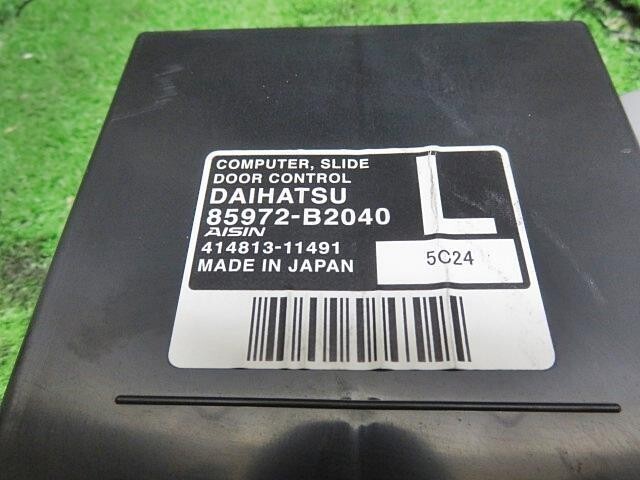 COMPUTER, SLIDE
DOOR CONTROL
DAIHATSU
85972-B2040
AISIN
414813-11491
MADE IN JAPAN
L
5C24